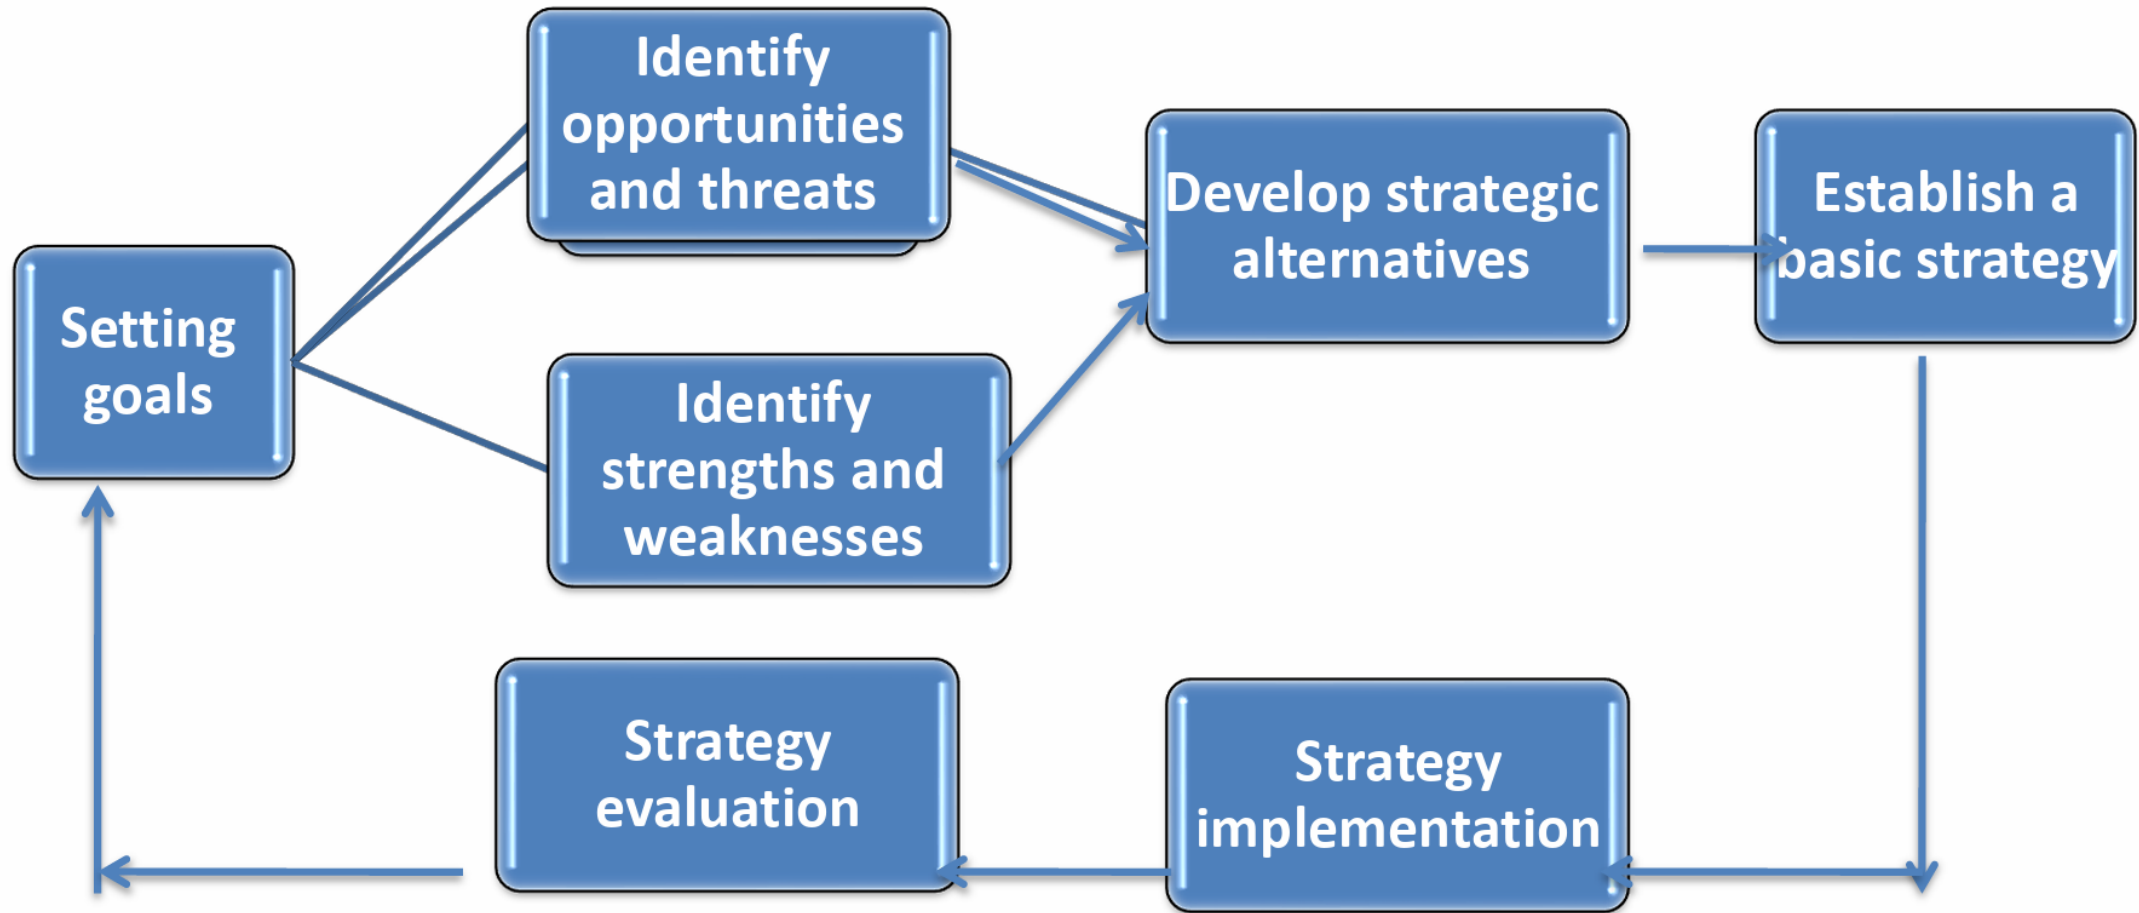 Identify
opportunities
and threats
Develop strategic
alternatives
Establish a
basic strategy
Setting
goals
Identify
strengths and
weaknesses
Strategy
evaluation
Strategy
implementation